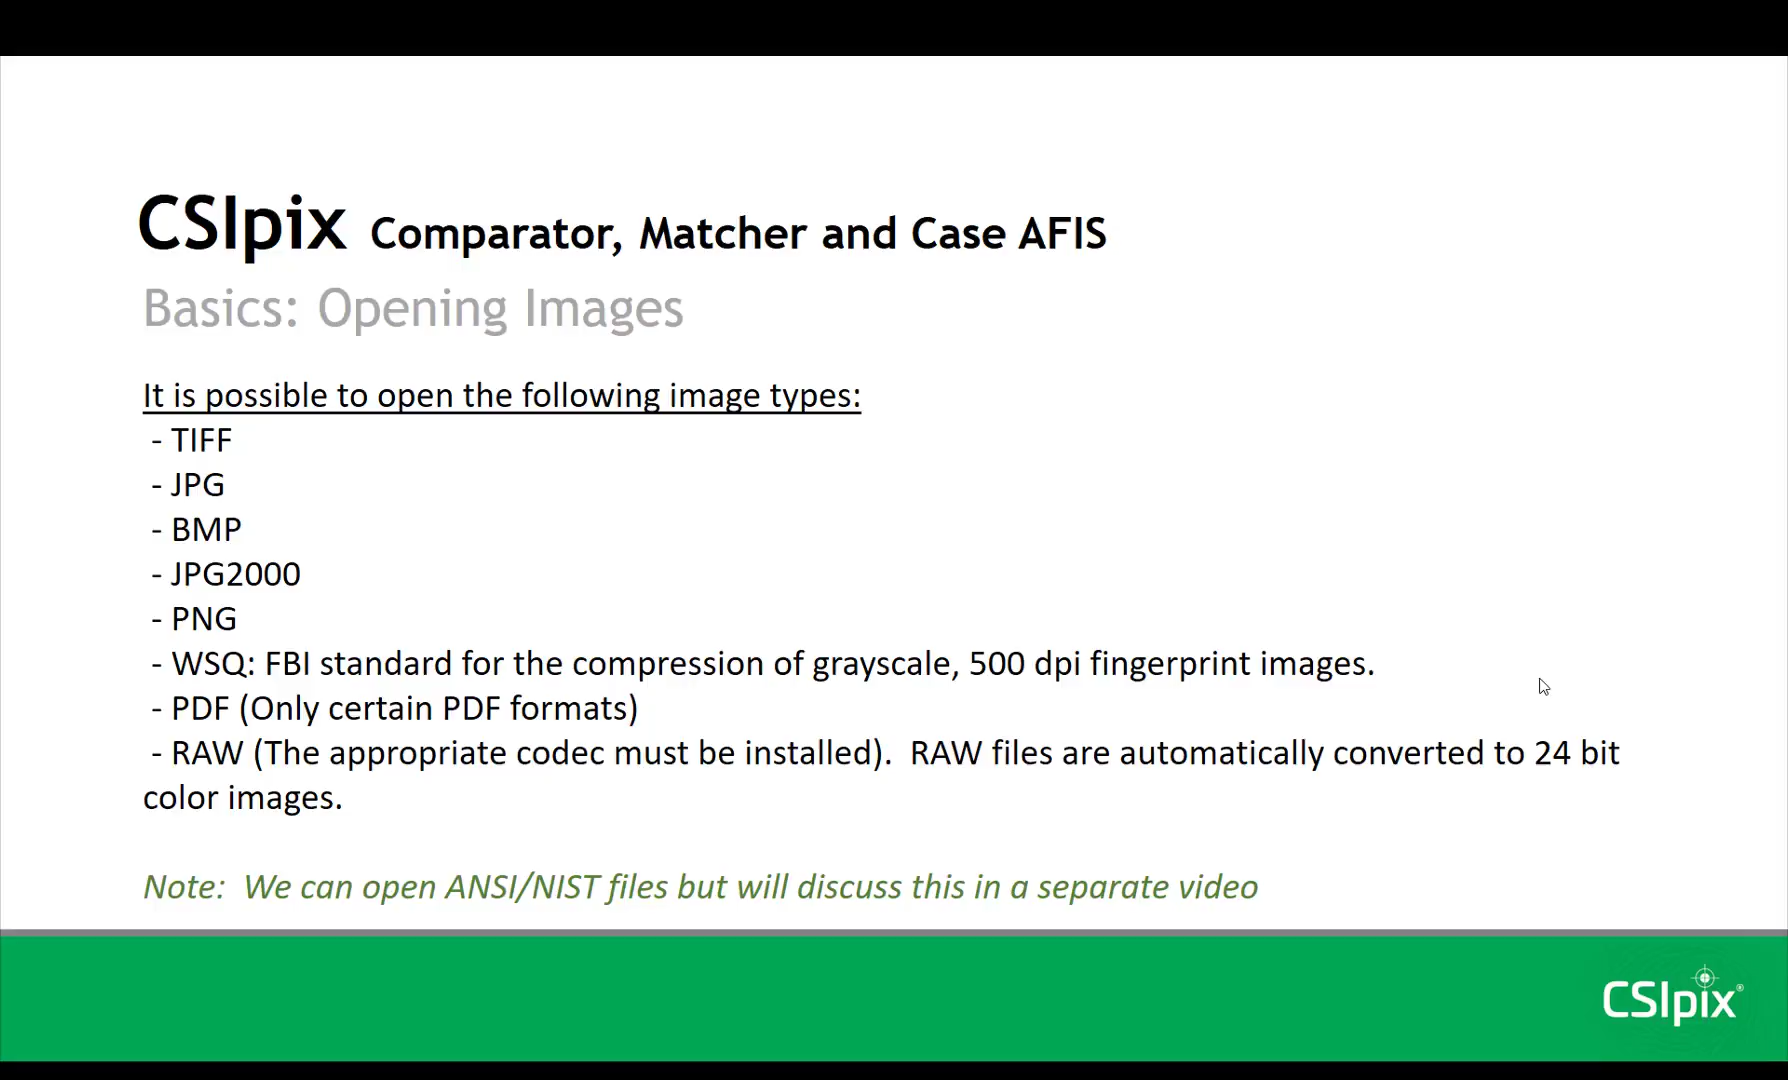 CSIpix Comparator, Matcher and Case AFIS
Basics: Opening Images
It is possible to open the following image types:
- TIFF
- JPG
- BMP
- JPG2000
- PNG
- WSQ: FBI standard for the compression of grayscale, 500 dpi fingerprint images.
- PDF (Only certain PDF formats)
- RAW (The appropriate codec must be installed).  RAW files are automatically converted to 24 bit
color images.
Note:  We can open ANSI/NIST files but will discuss this in a separate video
CSIpix®